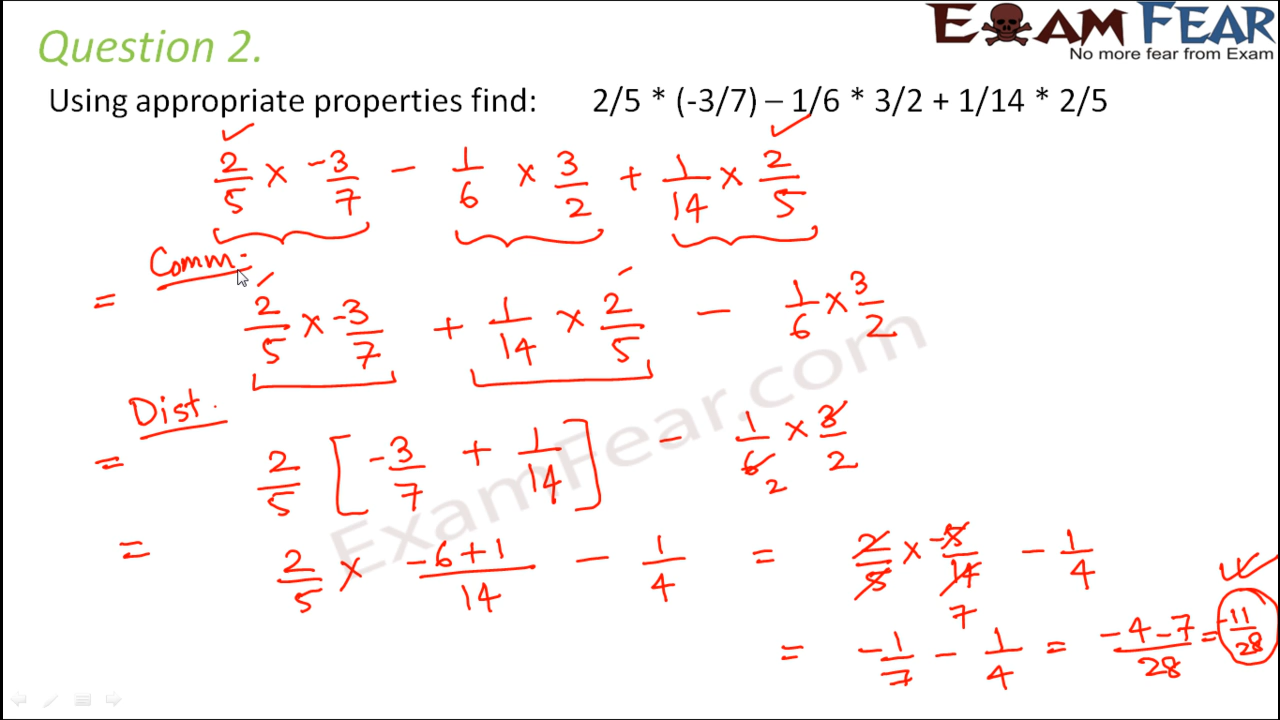 EXAM FEAR
No more fear from Exam
Question 2.
Using appropriate properties find: 2/5 * (-3/7) – 1/6 * 3/2 + 1/14 * 2/5
2/5 × -3/7 - 1/6 × 3/2 + 1/14 × 2/5
Comm.
= 2/5 × -3/7 + 1/14 × 2/5 - 1/6 × 3/2
Dist.
= 2/5 [ -3/7 + 1/14 ] - 1/6 × 3/2
2
= 2/5 × -6+1/14 - 1/4 = 2/5 × -5/14 - 1/4
7
= -1/7 - 1/4 = -4-7/28 = -11/28
ExamFear.com